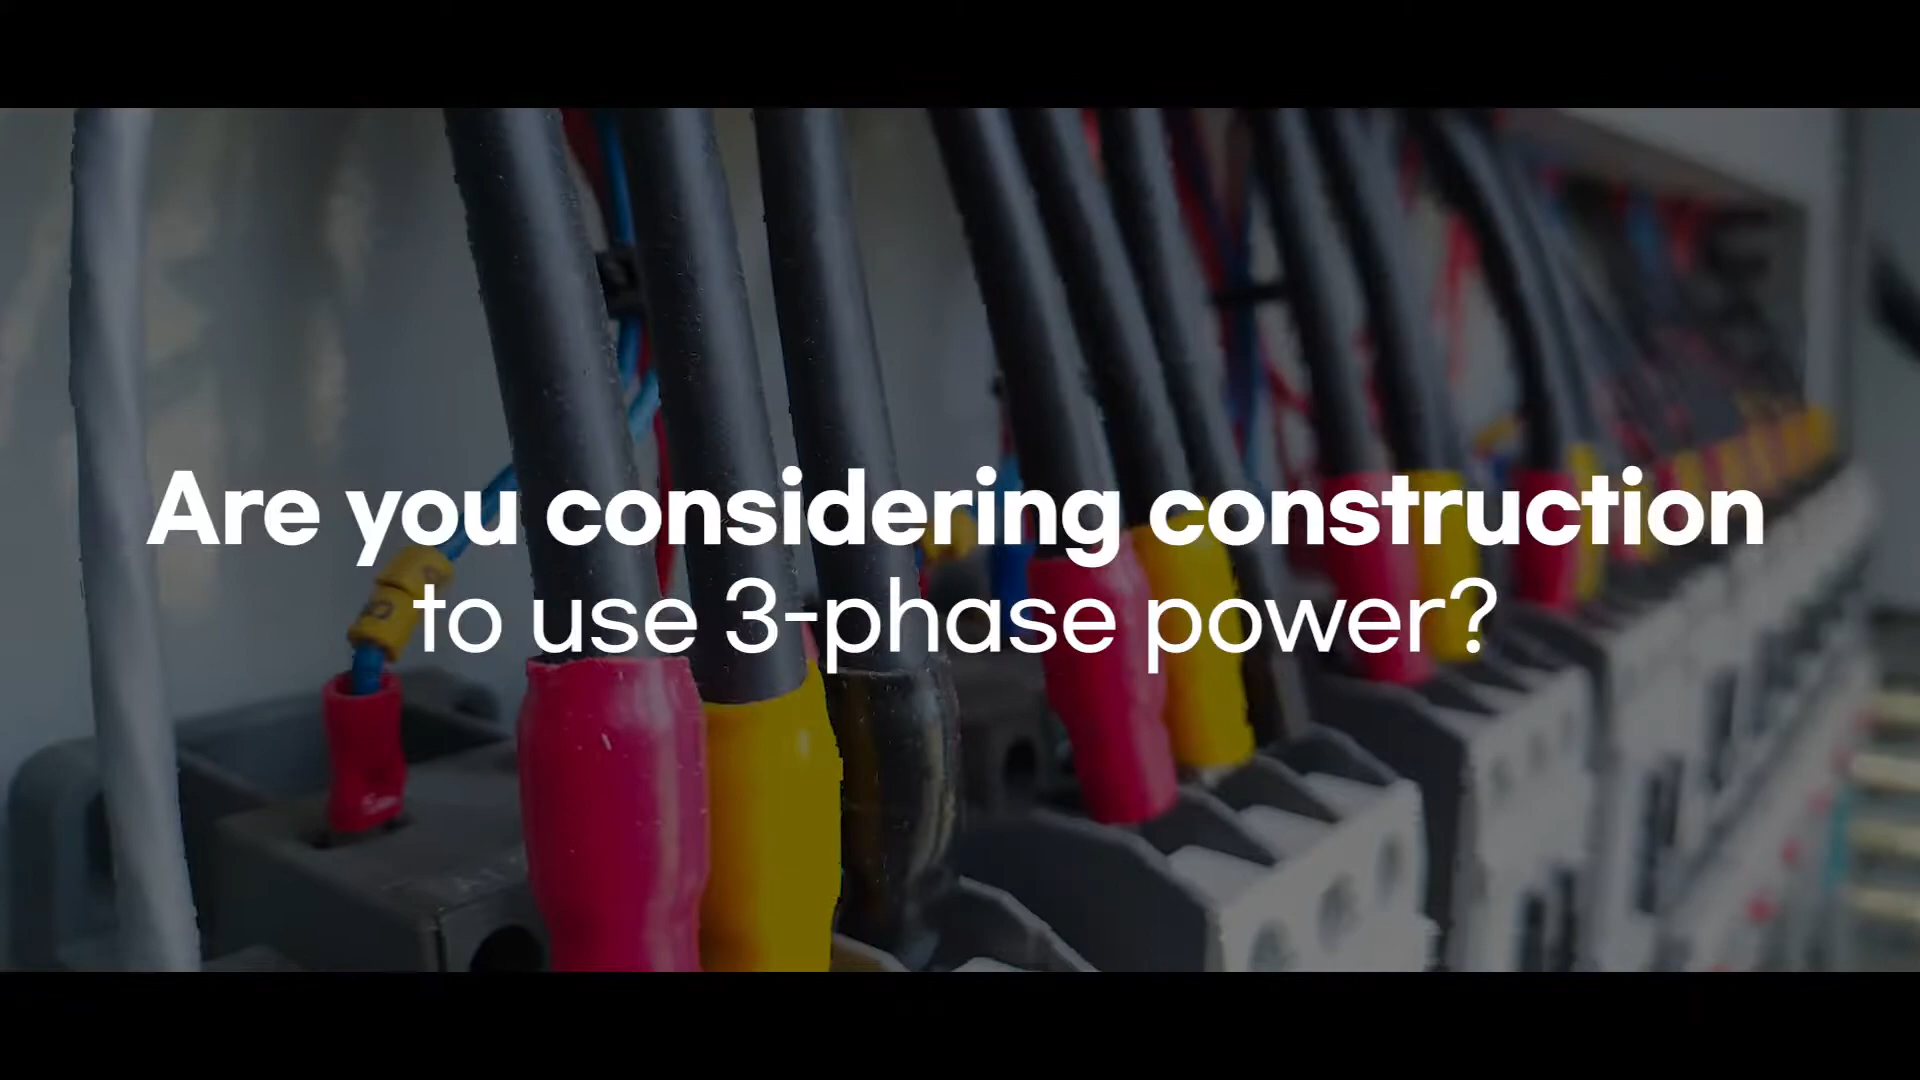 Are you considering construction
to use 3-phase power?